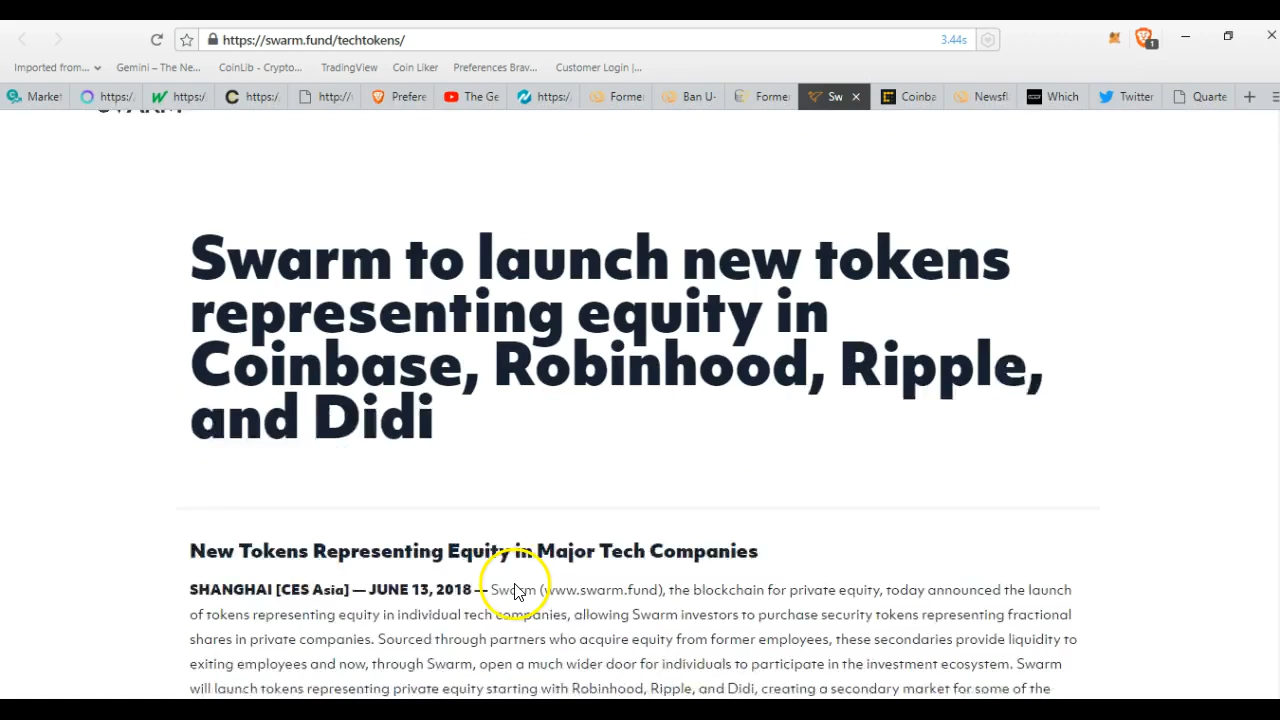 https://swarm.fund/techtokens/
3.44s
1
Imported from...
Gemini – The Ne...
CoinLib - Crypto...
TradingView
Coin Liker
Preferences Brav...
Customer Login |...
Market
https:/
https:/
https:/
http://
Prefere
The Ge
https:/
Forme
Ban U-
Forme
Sw
Coinba
Newsfl
Which
Twitter
Quarte
Swarm to launch new tokens
representing equity in
Coinbase, Robinhood, Ripple,
and Didi
New Tokens Representing Equity in Major Tech Companies
SHANGHAI [CES Asia] — JUNE 13, 2018 — Swarm (www.swarm.fund), the blockchain for private equity, today announced the launch
of tokens representing equity in individual tech companies, allowing Swarm investors to purchase security tokens representing fractional
shares in private companies. Sourced through partners who acquire equity from former employees, these secondaries provide liquidity to
exiting employees and now, through Swarm, open a much wider door for individuals to participate in the investment ecosystem. Swarm
will launch tokens representing private equity starting with Robinhood, Ripple, and Didi, creating a secondary market for some of the